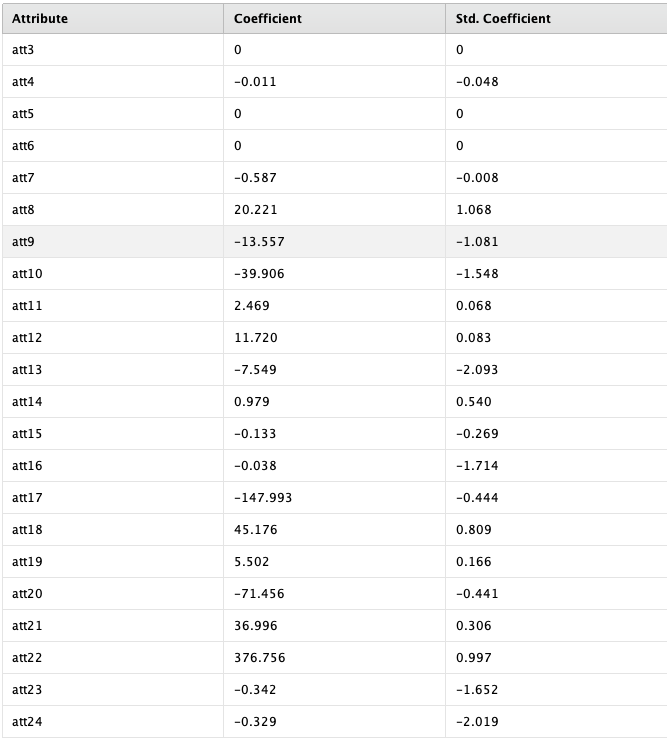 Attribute Coefficient Std. Coefficient
att3 0 0
att4 −0.011 −0.048
att5 0 0
att6 0 0
att7 −0.587 −0.008
att8 20.221 1.068
att9 −13.557 −1.081
att10 −39.906 −1.548
att11 2.469 0.068
att12 11.720 0.083
att13 −7.549 −2.093
att14 0.979 0.540
att15 −0.133 −0.269
att16 −0.038 −1.714
att17 −147.993 −0.444
att18 45.176 0.809
att19 5.502 0.166
att20 −71.456 −0.441
att21 36.996 0.306
att22 376.756 0.997
att23 −0.342 −1.652
att24 −0.329 −2.019